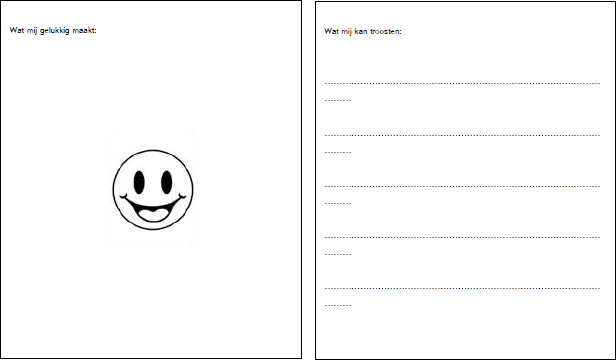 Wat mij gelukkig maakt:
Wat mij kan troosten: